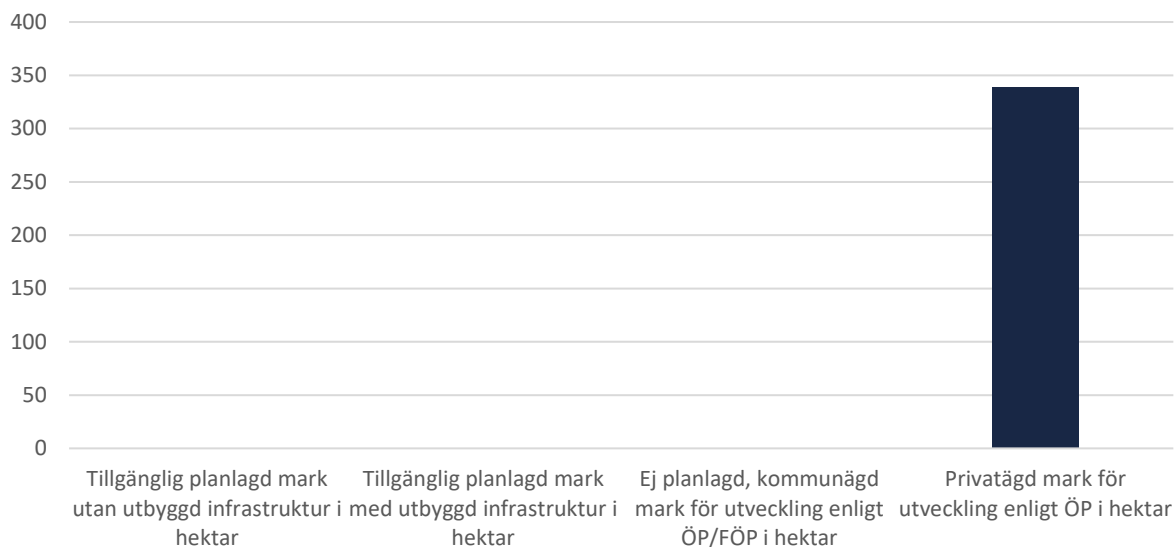 400
350
300
250
200
150
100
50
0
Tillgänglig planlagd mark
utan utbyggd infrastruktur i
hektar
Tillgänglig planlagd mark
med utbyggd infrastruktur i
hektar
Ej planlagd, kommunägd
mark för utveckling enligt
ÖP/FÖP i hektar
Privatägd mark för
utveckling enligt ÖP i hektar